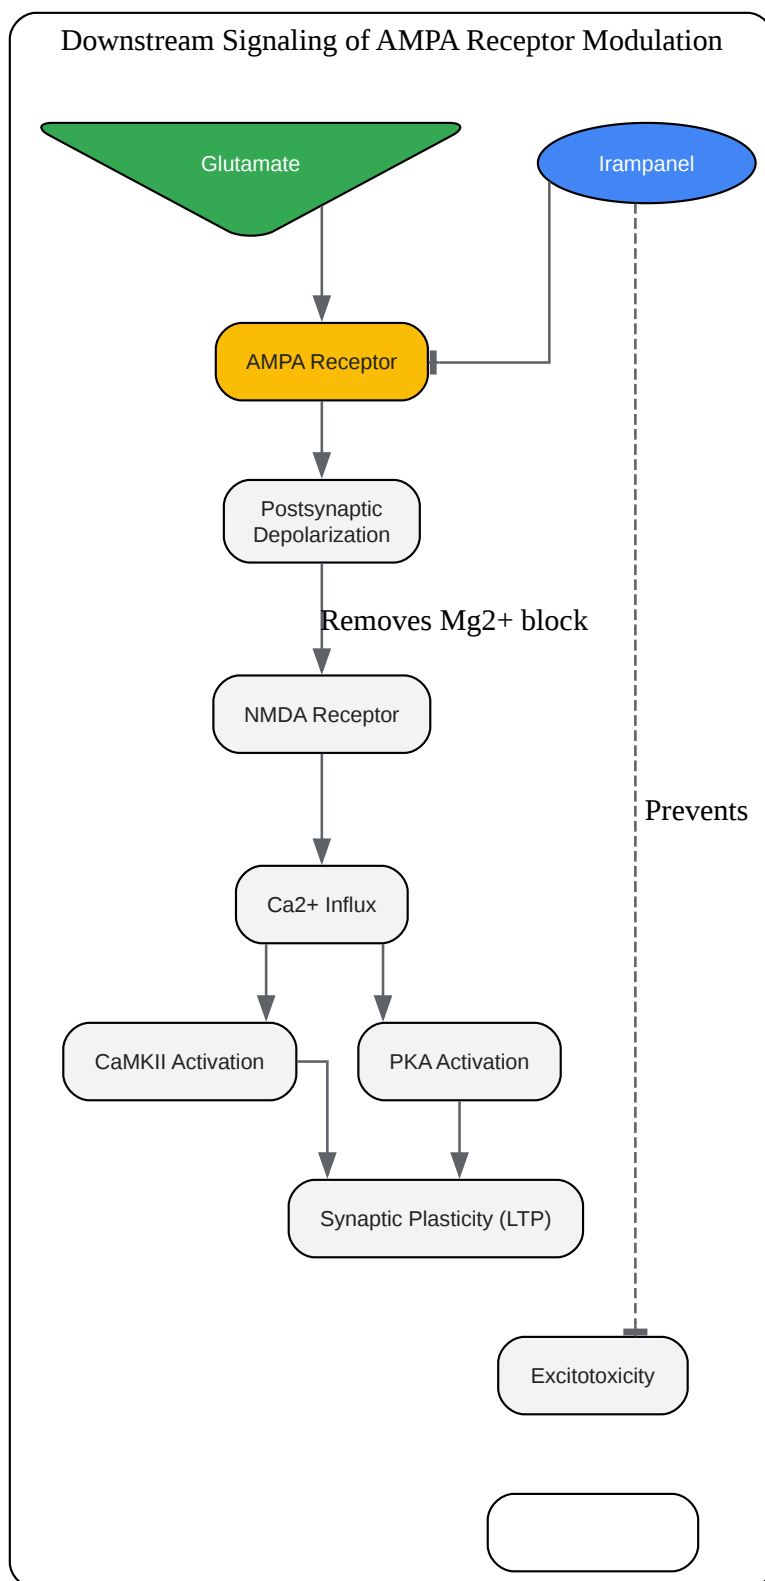 Downstream Signaling of AMPA Receptor Modulation
Glutamate
Irampanel
AMPA Receptor
Postsynaptic
Depolarization
Removes Mg2+ block
NMDA Receptor
Prevents
Ca2+ Influx
CaMKII Activation
PKA Activation
Synaptic Plasticity (LTP)
Excitotoxicity